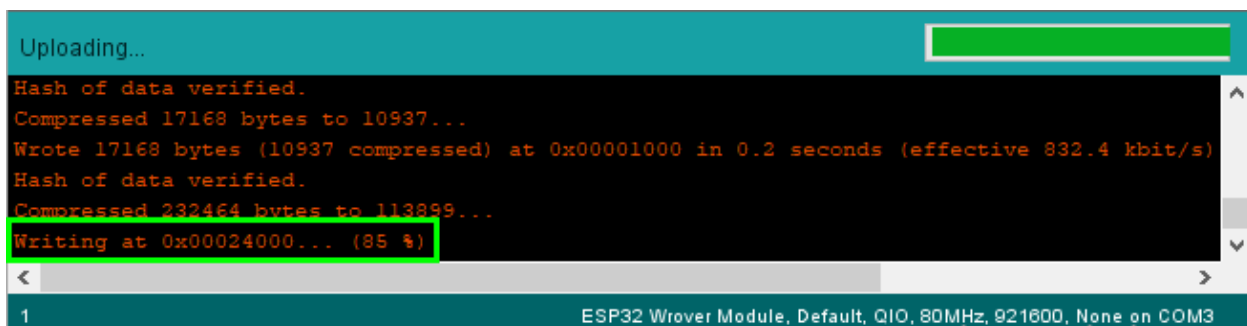 Uploading...
Hash of data verified.
Compressed 17168 bytes to 10937...
Wrote 17168 bytes (10937 compressed) at 0x00001000 in 0.2 seconds (effective 832.4 kbit/s)
Hash of data verified.
Compressed 232464 bytes to 113899...
Writing at 0x00024000... (85 %)
1 ESP32 Wrover Module, Default, QIO, 80MHz, 921600, None on COM3